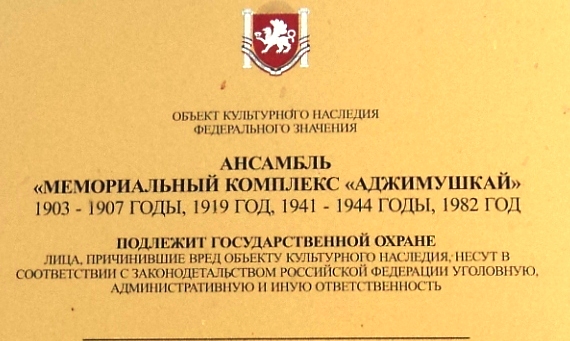 ОБЪЕКТ КУЛЬТУРНОГО НАСЛЕДИЯ
ФЕДЕРАЛЬНОГО ЗНАЧЕНИЯ
АНСАМБЛЬ
«МЕМОРИАЛЬНЫЙ КОМПЛЕКС «АДЖИМУШКАЙ»
1903 - 1907 ГОДЫ, 1919 ГОД, 1941 - 1944 ГОДЫ, 1982 ГОД
ПОДЛЕЖИТ ГОСУДАРСТВЕННОЙ ОХРАНЕ
ЛИЦА, ПРИЧИНИВШИЕ ВРЕД ОБЪЕКТУ КУЛЬТУРНОГО НАСЛЕДИЯ, НЕСУТ В
СООТВЕТСТВИИ С ЗАКОНОДЕТАЛЬСТВОМ РОССИЙСКОЙ ФЕДЕРАЦИИ УГОЛОВНУЮ,
АДМИНИСТРАТИВНУЮ И ИНУЮ ОТВЕТСТВЕННОСТЬ